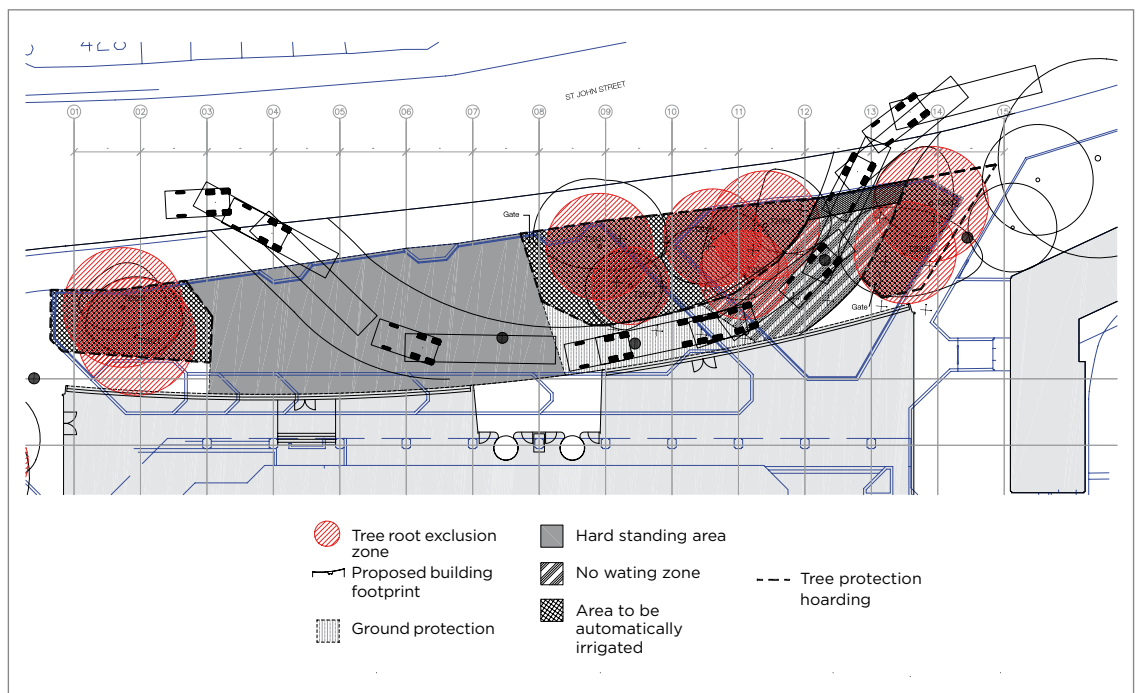 ST JOHN STREET
01 02 03 04 05 06 07 08 09 10 11 12 13 14 15
Gate
Gate
Tree root exclusion
zone
Proposed building
footprint
Ground protection
Hard standing area
No wating zone
Area to be
automatically
irrigated
Tree protection
hoarding